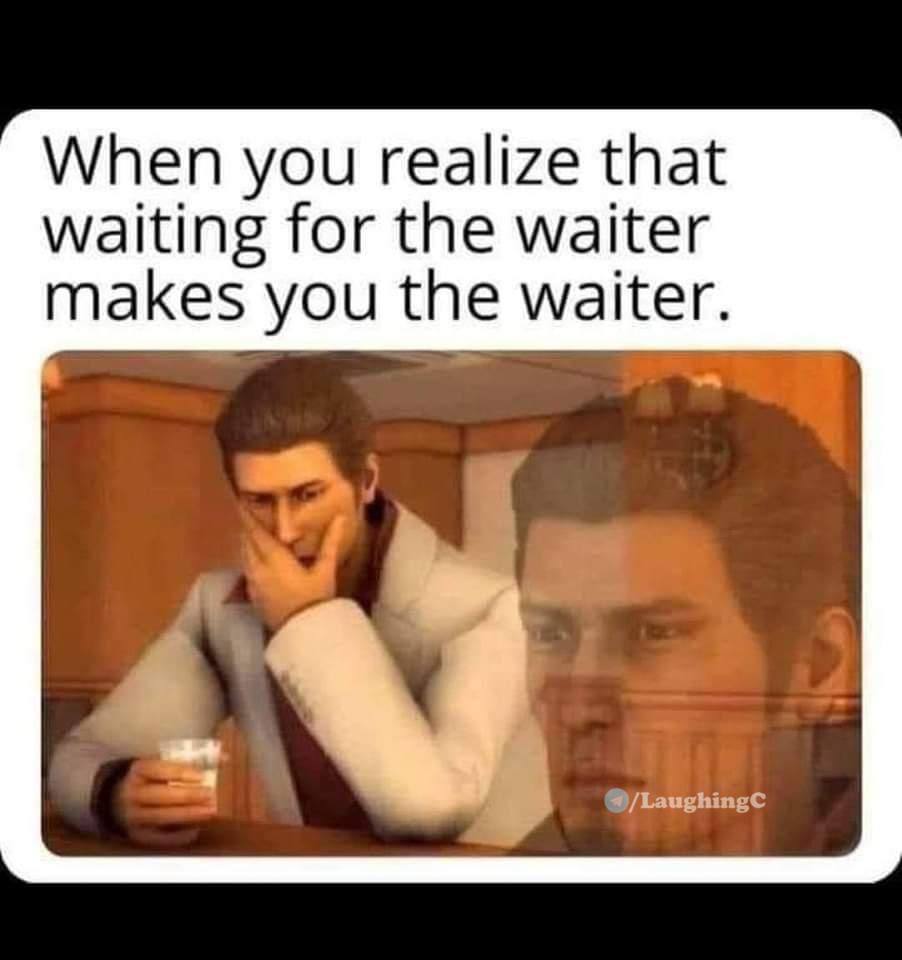 When you realize that
waiting for the waiter
makes you the waiter.
/LaughingC